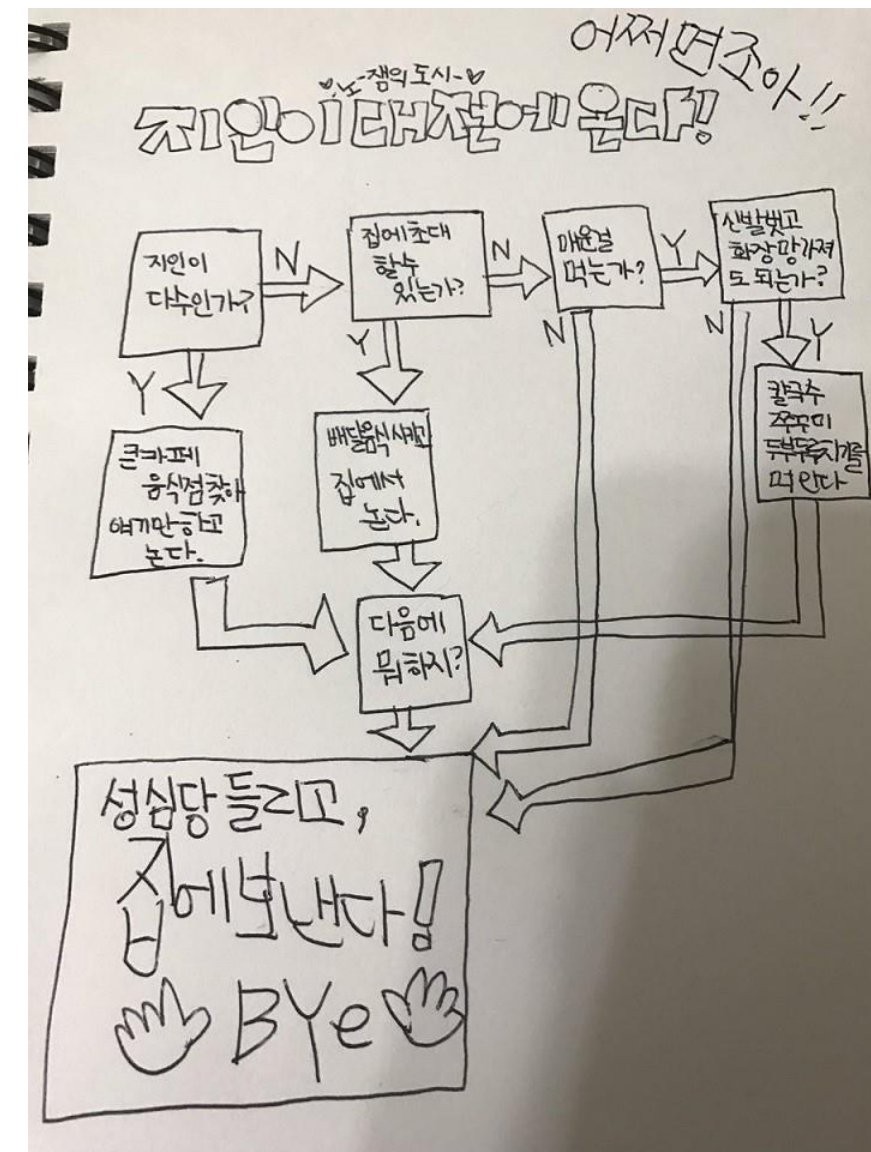 어쩌면조아!!
노-잼의 도시-
지인이 대전에 온다!
지인이
다수인가?
N
집에초대
할수
있는가?
N
매운걸
먹는가?
Y
신발벗고
화장망가져
도 되는가?
Y
Y
N
N
Y
큰카페
음식점찾아
얘기만하고
논다.
배달음식시키고
집에서
논다.
칼국수
쭈꾸미
두부두루치기를
먹인다
다음에
뭐하지?
성심당 들리고,
집에보낸다!
BYe